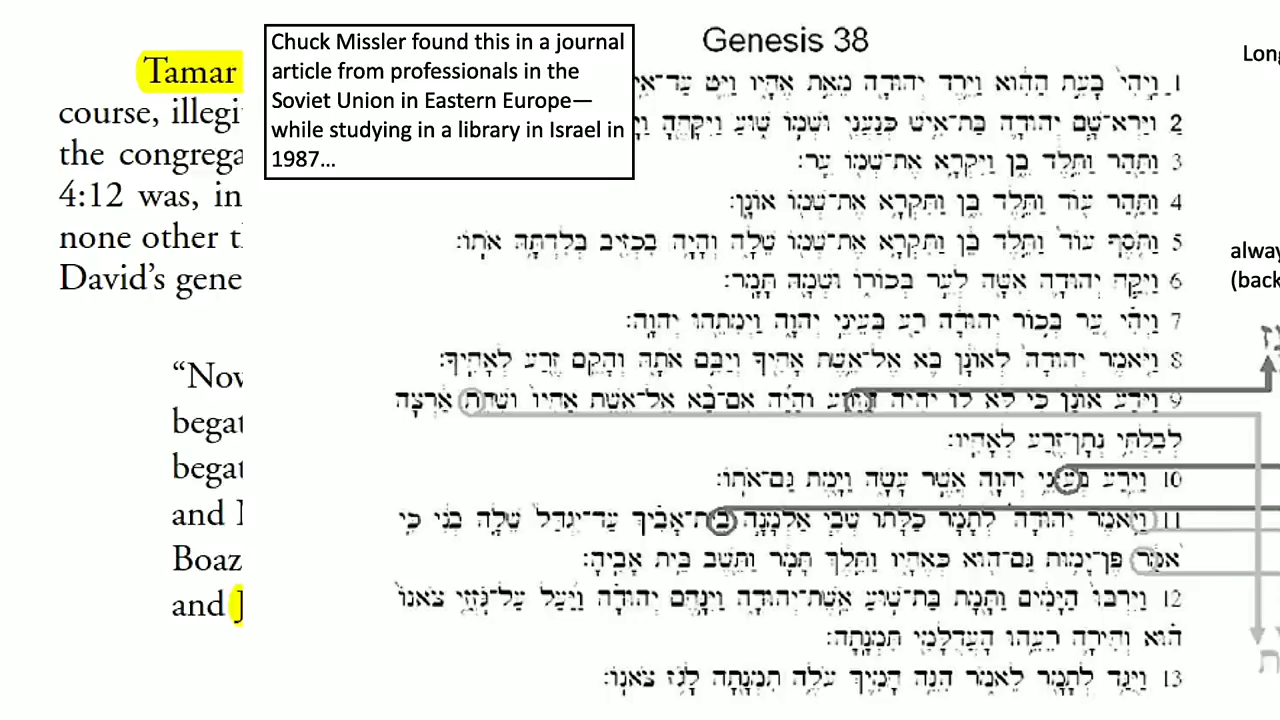 Tamar
course, illegi
the congrega
4:12 was, in
none other t
David’s gene
“Nov
begat
begat
and
Boaz
and J
Chuck Missler found this in a journal
article from professionals in the
Soviet Union in Eastern Europe—
while studying in a library in Israel in
1987…
Genesis 38
1 וַיְהִי בָּעֵת הַהִוא וַיֵּרֶד יְהוּדָה מֵאֵת אֶחָיו וַיֵּט
2 וַיַּרְא־שָׁם יְהוּדָה בַּת־אִישׁ כְּנַעֲנִי וּשְׁמוֹ שׁוּעַ וַיִּקָּחֶהָ
3 וַתַּהַר וַתֵּלֶד בֵּן וַיִּקְרָא אֶת־שְׁמוֹ עֵר׃
4 וַתַּהַר עוֹד וַתֵּלֶד בֵּן וַתִּקְרָא אֶת־שְׁמוֹ אוֹנָן׃
5 וַתֹּסֶף עוֹד וַתֵּלֶד בֵּן וַתִּקְרָא אֶת־שְׁמוֹ שֵׁלָה וְהָיָה בִכְזִיב בְּלִדְתָּהּ אֹתוֹ׃
6 וַיִּקַּח יְהוּדָה אִשָּׁה לְעֵר בְּכוֹרוֹ וּשְׁמָהּ תָּמָר׃
7 וַיְהִי עֵר בְּכוֹר יְהוּדָה רַע בְּעֵינֵי יְהוָה וַיְמִתֵהוּ יְהוָה׃
8 וַיֹּאמֶר יְהוּדָה לְאוֹנָן בֹּא אֶל־אֵשֶׁת אָחִיךָ וְיַבֵּם אֹתָהּ וְהָקֵם זֶרַע לְאָחִיךָ׃
9 וַיֵּדַע אוֹנָן כִּי לֹּא לוֹ יִהְיֶה הַזָּרַע וְהָיָה אִם־בָּא אֶל־אֵשֶׁת אָחִיו וְשִׁחֵת אַרְצָה
לְבִלְתִּי נְתָן־זֶרַע לְאָחִיו׃
10 וַיֵּרַע בְּעֵינֵי יְהוָה אֲשֶׁר עָשָׂה וַיָּמֶת גַּם־אֹתוֹ׃
11 וַיֹּאמֶר יְהוּדָה לְתָמָר כַּלָּתוֹ שְׁבִי אַלְמָנָה בֵית־אָבִיךְ עַד־יִגְדַּל שֵׁלָה בְנִי כִּי
אָמַר פֶּן־יָמוּת גַּם־הוּא כְּאֶחָיו וַתֵּלֶךְ תָּמָר וַתֵּשֶׁב בֵּית אָבִיהָ׃
12 וַיִּרְבּוּ הַיָּמִים וַתָּמָת בַּת־שׁוּעַ אֵשֶׁת־יְהוּדָה וַיִּנָּחֶם יְהוּדָה וַיַּעַל עַל־גֹּזֲזֵי צֹאנוֹ
הוּא וְחִירָה רֵעֵהוּ הָעֲדֻלָּמִי תִּמְנָתָה׃
13 וַיֻּגַּד לְתָמָר לֵאמֹר הִנֵּה חָמִיךְ עֹלֶה תִמְנָתָה לָגֹז צֹאנוֹ׃
Long
alway
(back